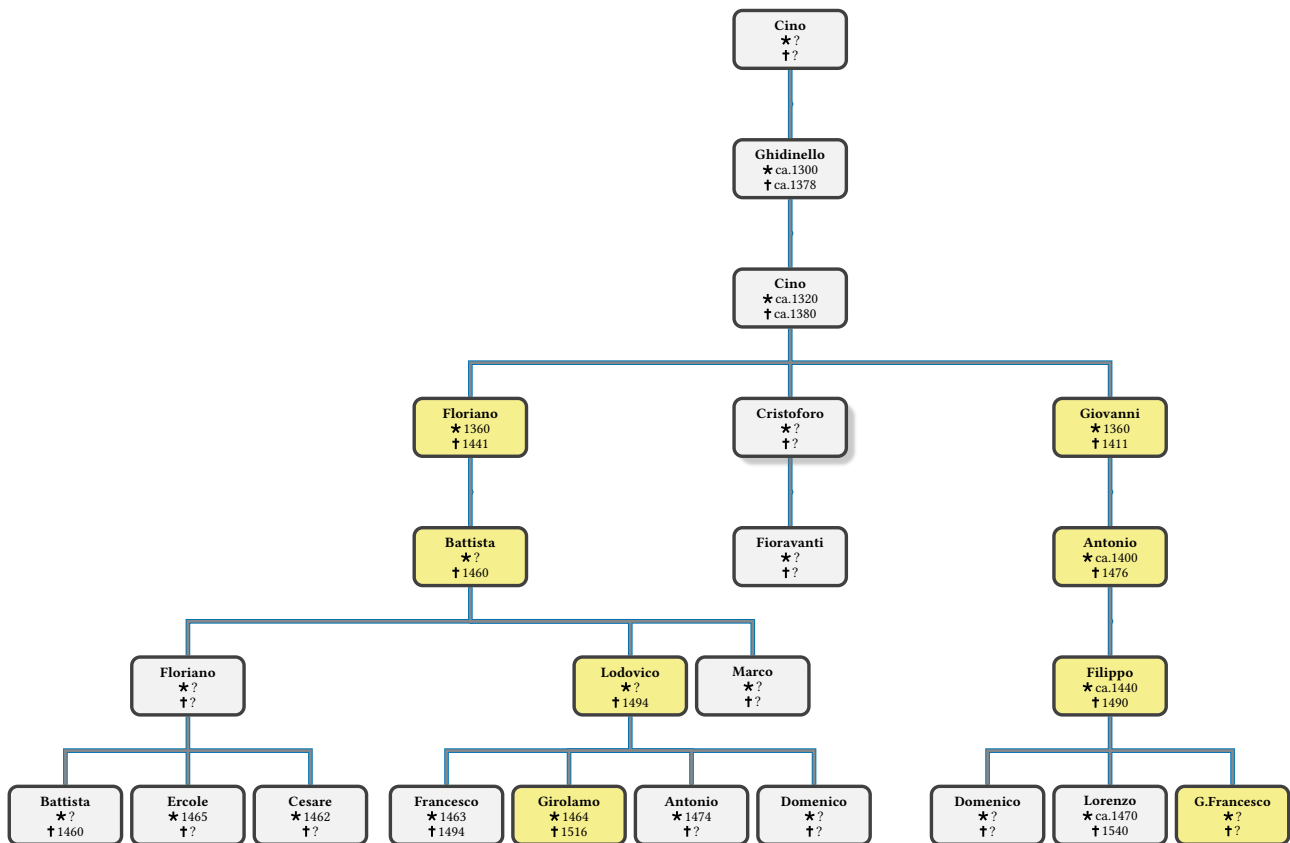 Cino
* ?
† ?
Ghidinello
* ca.1300
† ca.1378
Cino
* ca.1320
† ca.1380
Floriano
* 1360
† 1441
Cristoforo
* ?
† ?
Giovanni
* 1360
† 1411
Battista
* ?
† 1460
Fioravanti
* ?
† ?
Antonio
* ca.1400
† 1476
Floriano
* ?
† ?
Lodovico
* ?
† 1494
Marco
* ?
† ?
Filippo
* ca.1440
† 1490
Battista
* ?
† 1460
Ercole
* 1465
† ?
Cesare
* 1462
† ?
Francesco
* 1463
† 1494
Girolamo
* 1464
† 1516
Antonio
* 1474
† ?
Domenico
* ?
† ?
Domenico
* ?
† ?
Lorenzo
* ca.1470
† 1540
G.Francesco
* ?
† ?